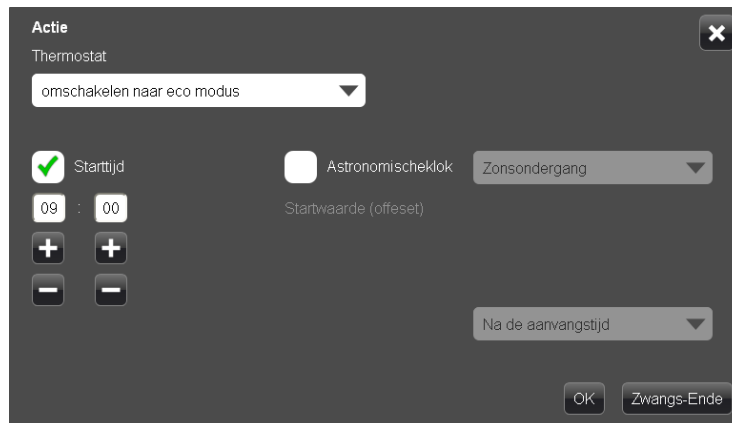 Actie
Thermostat
omschakelen naar eco modus
Starttijd
Astronomischeklok
Zonsondergang
09 : 00
Startwaarde (offeset)
Na de aanvangstijd
OK
Zwangs-Ende